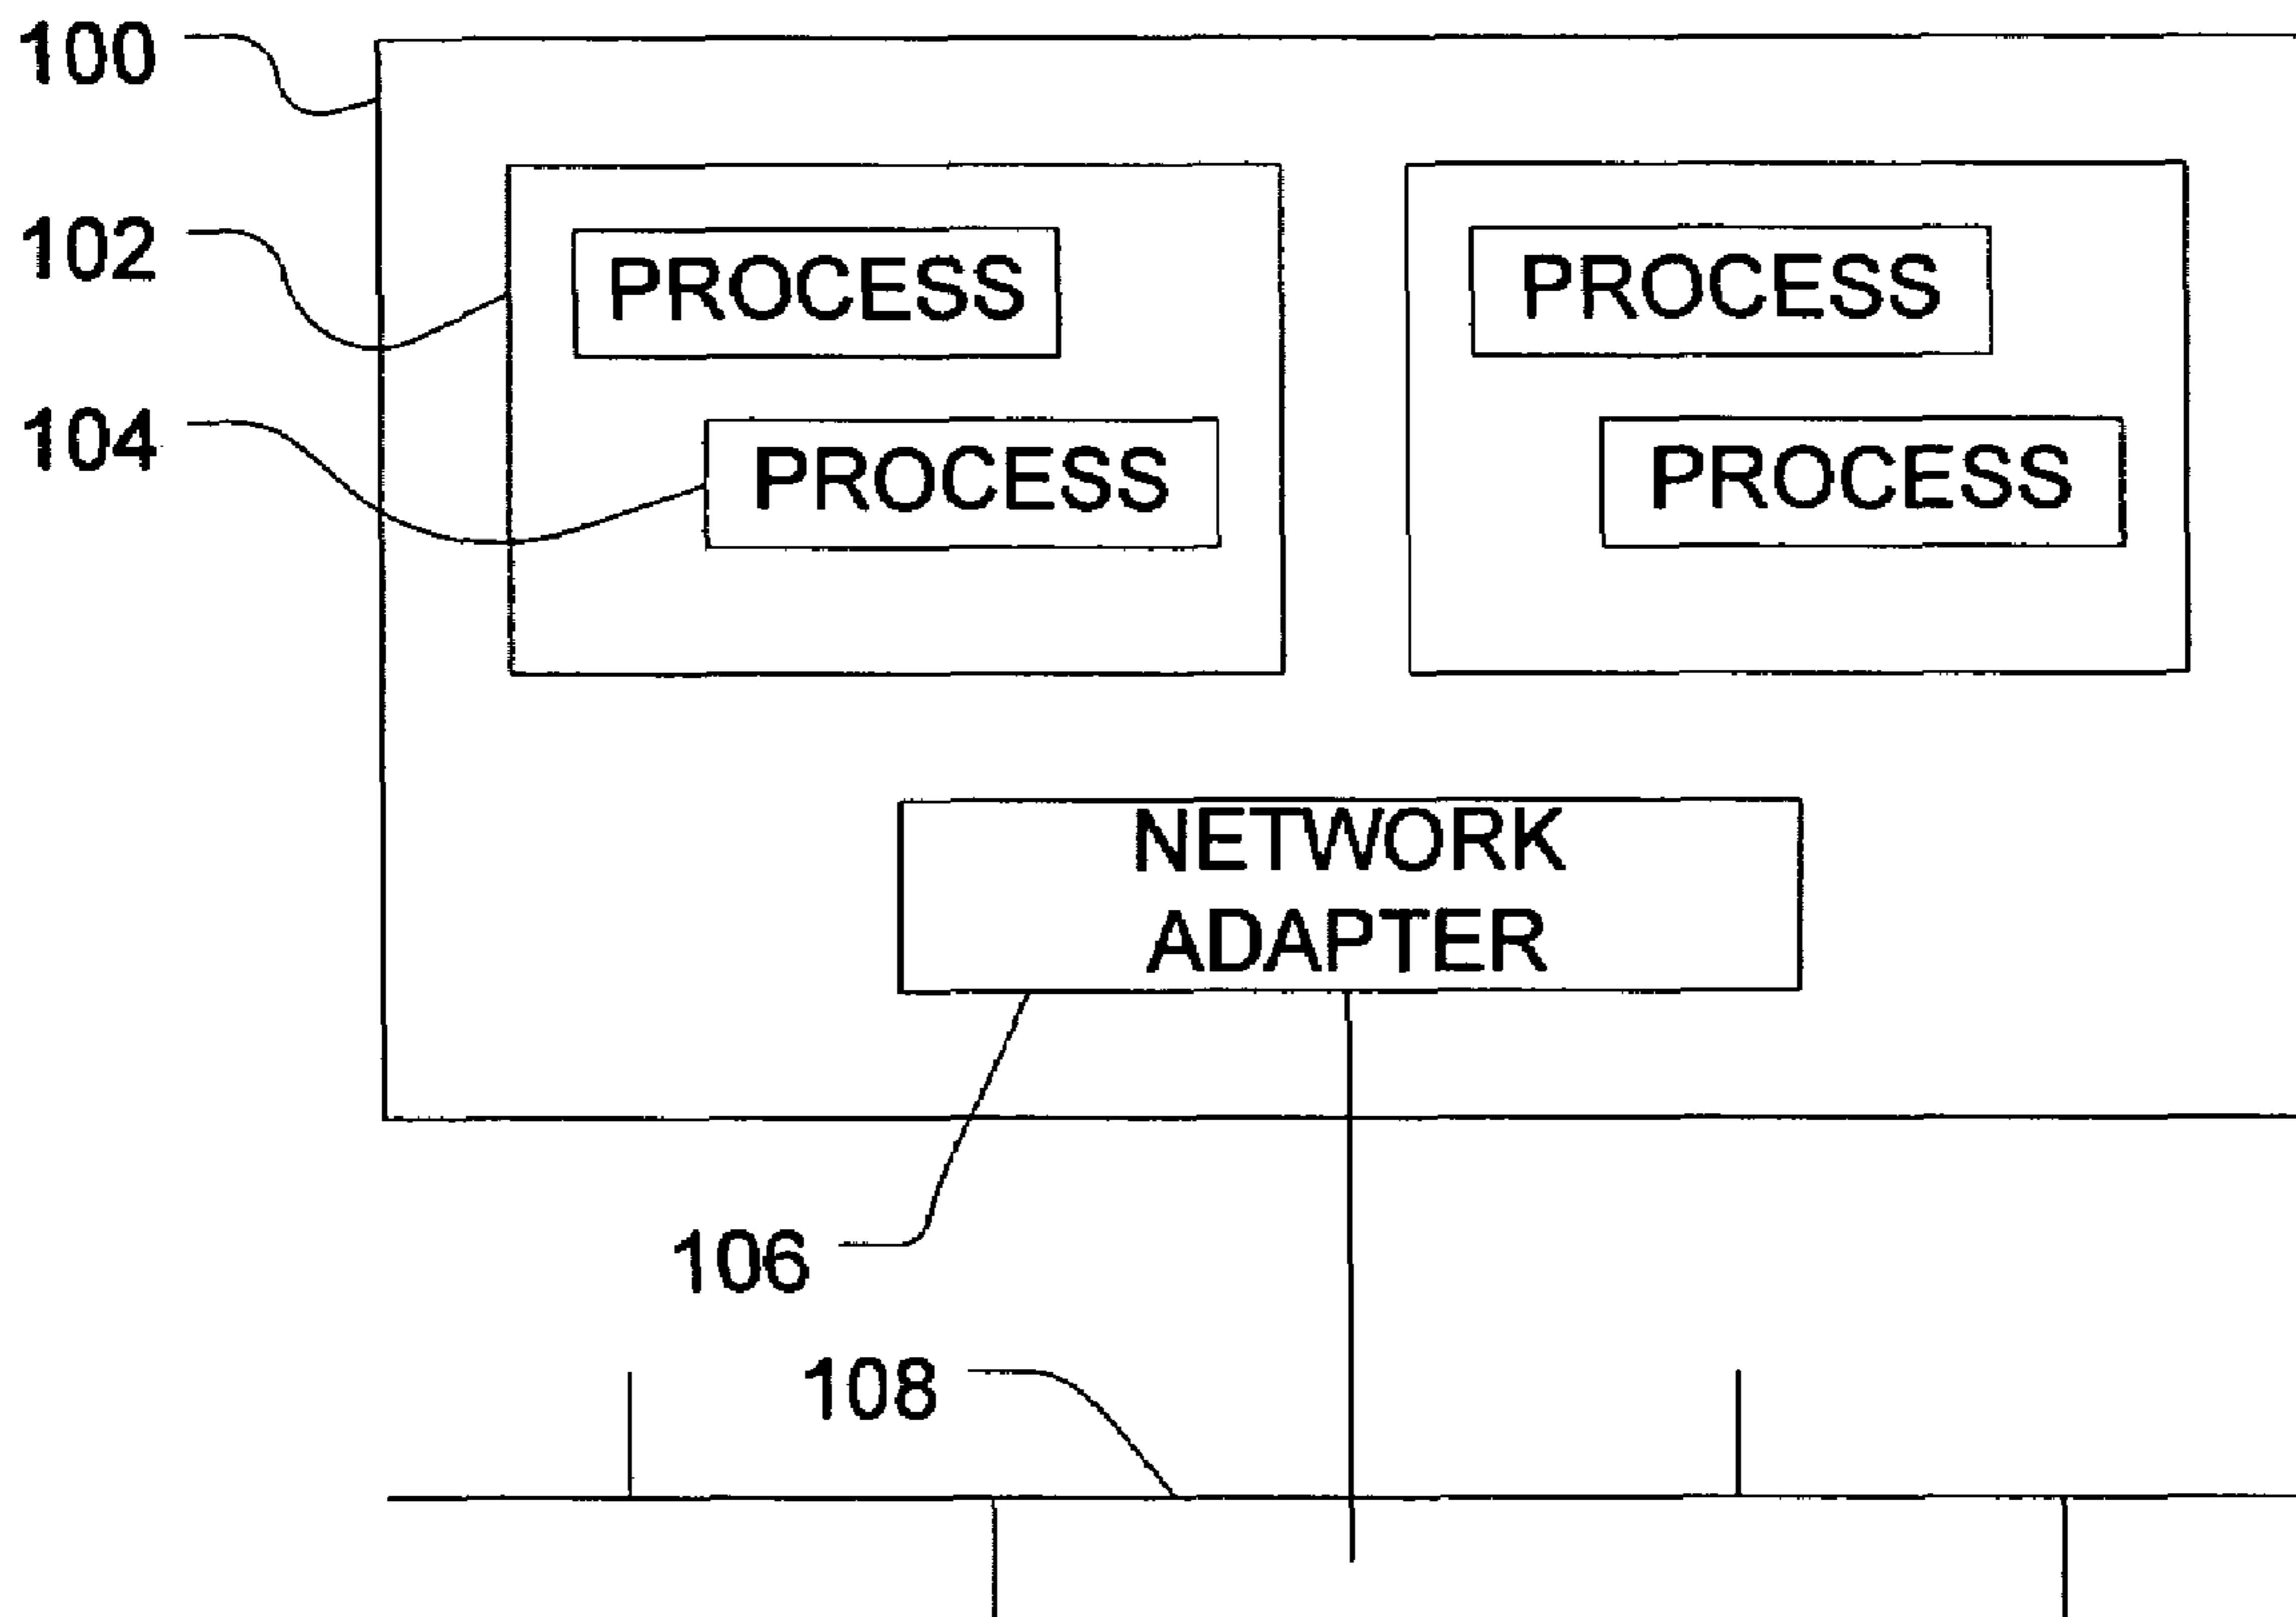 100
102
PROCESS
PROCESS
104
PROCESS
PROCESS
NETWORK
ADAPTER
106
108